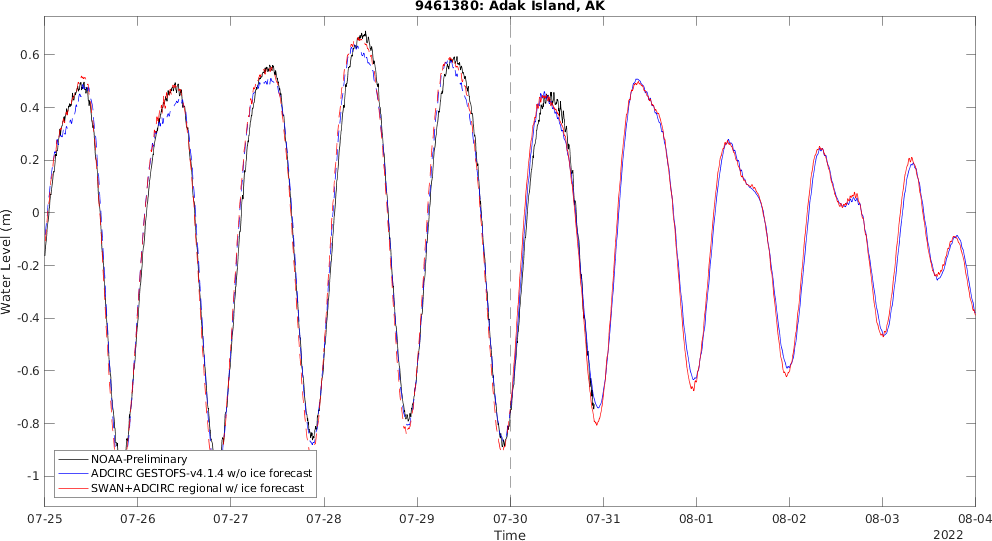 9461380: Adak Island, AK
Water Level (m)
0.6
0.4
0.2
0
-0.2
-0.4
-0.6
-0.8
-1
NOAA-Preliminary
ADCIRC GESTOFS-v4.1.4 w/o ice forecast
SWAN+ADCIRC regional w/ ice forecast
07-25 07-26 07-27 07-28 07-29 07-30 07-31 08-01 08-02 08-03 08-04
Time
2022